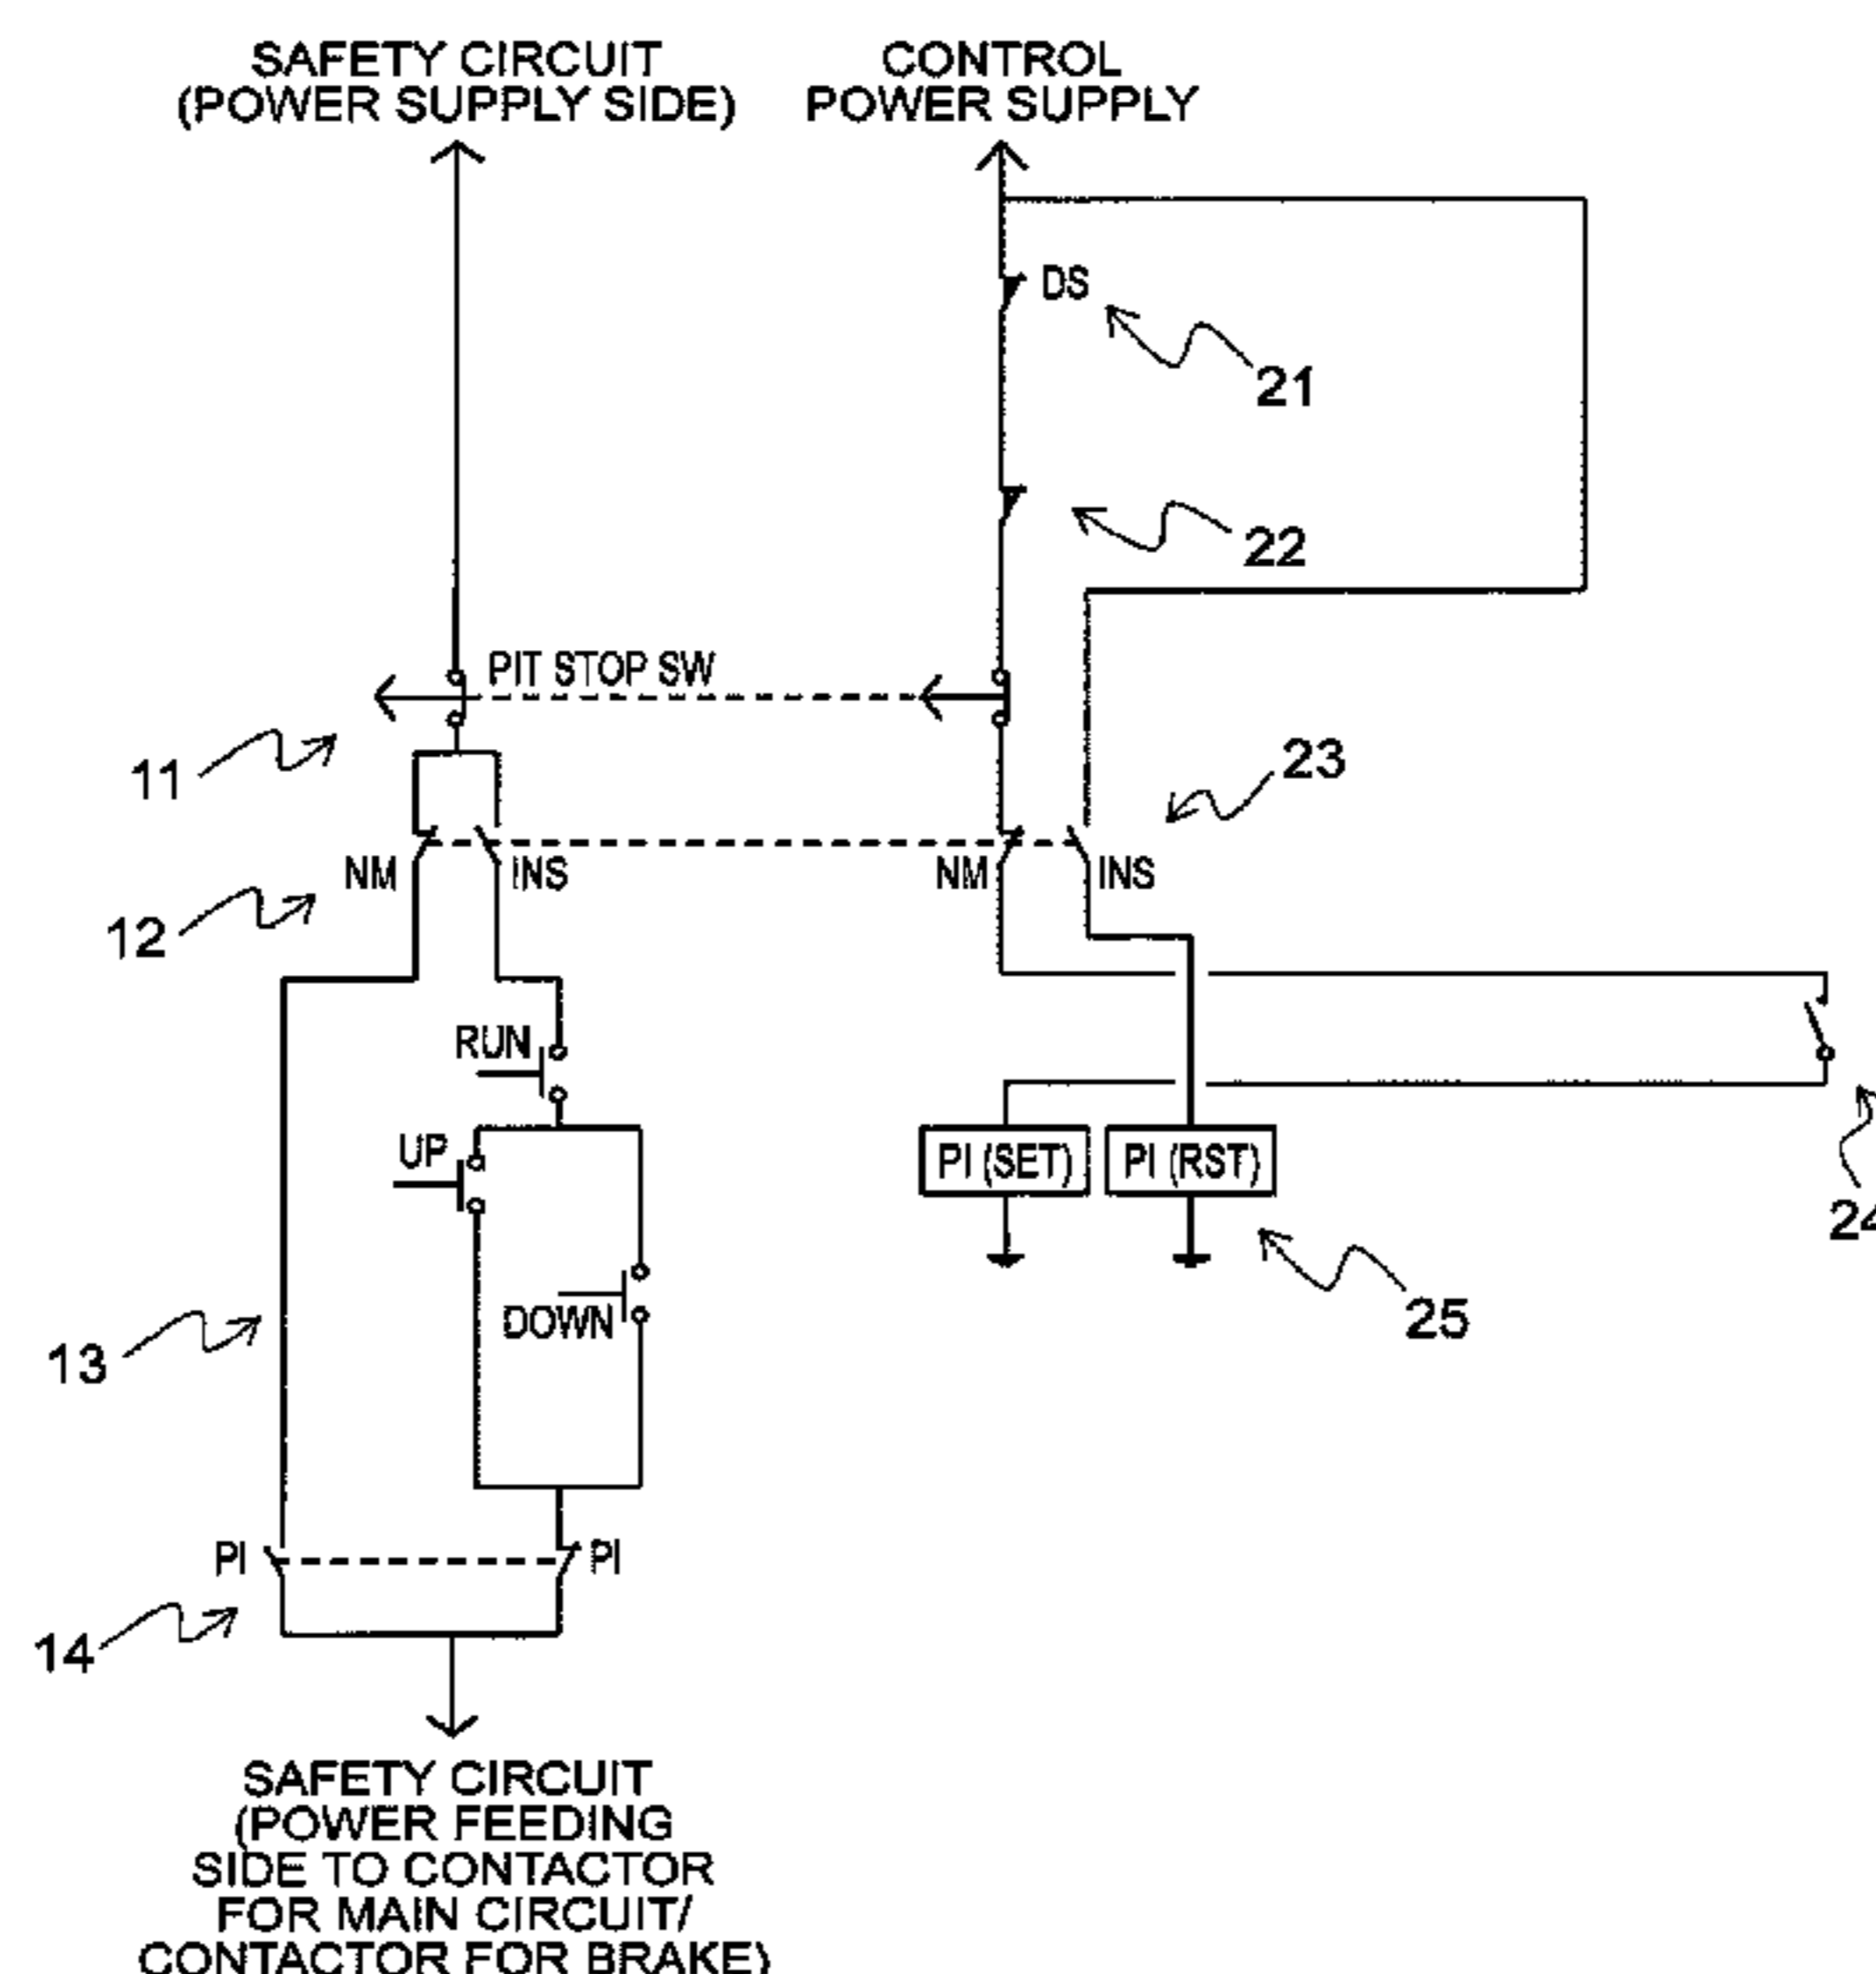 SAFETY CIRCUIT
(POWER SUPPLY SIDE)
CONTROL
POWER SUPPLY
DS
21
22
PIT STOP SW
11
23
NM
INS
NM
INS
12
RUN
UP
PI (SET)
PI (RST)
24
DOWN
25
13
PI
PI
14
SAFETY CIRCUIT
(POWER FEEDING
SIDE TO CONTACTOR
FOR MAIN CIRCUIT/
CONTACTOR FOR BRAKE)